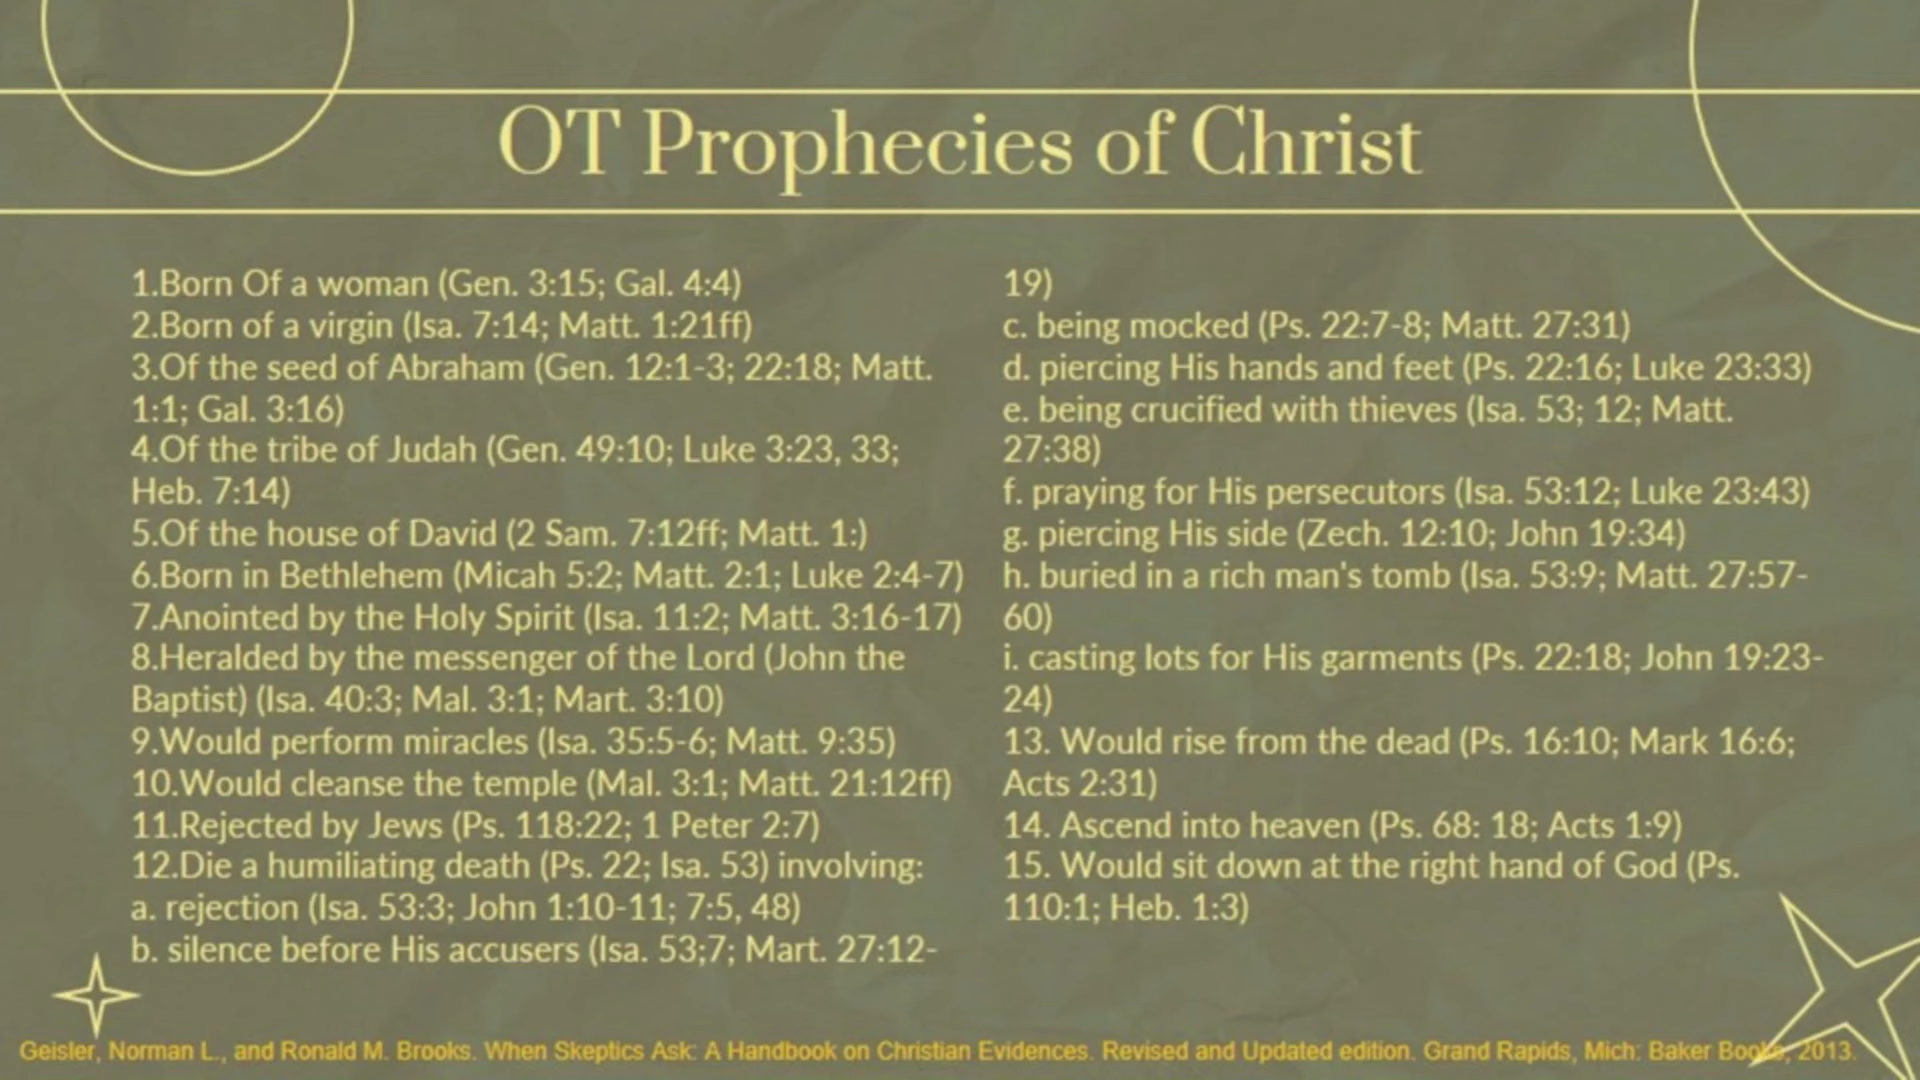 OT Prophecies of Christ
1.Born Of a woman (Gen. 3:15; Gal. 4:4)
2.Born of a virgin (Isa. 7:14; Matt. 1:21ff)
3.Of the seed of Abraham (Gen. 12:1-3; 22:18; Matt.
1:1; Gal. 3:16)
4.Of the tribe of Judah (Gen. 49:10; Luke 3:23, 33;
Heb. 7:14)
5.Of the house of David (2 Sam. 7:12ff; Matt. 1:)
6.Born in Bethlehem (Micah 5:2; Matt. 2:1; Luke 2:4-7)
7.Anointed by the Holy Spirit (Isa. 11:2; Matt. 3:16-17)
8.Heralded by the messenger of the Lord (John the
Baptist) (Isa. 40:3; Mal. 3:1; Mart. 3:10)
9.Would perform miracles (Isa. 35:5-6; Matt. 9:35)
10.Would cleanse the temple (Mal. 3:1; Matt. 21:12ff)
11.Rejected by Jews (Ps. 118:22; 1 Peter 2:7)
12.Die a humiliating death (Ps. 22; Isa. 53) involving:
a. rejection (Isa. 53:3; John 1:10-11; 7:5, 48)
b. silence before His accusers (Isa. 53;7; Mart. 27:12-
19)
c. being mocked (Ps. 22:7-8; Matt. 27:31)
d. piercing His hands and feet (Ps. 22:16; Luke 23:33)
e. being crucified with thieves (Isa. 53; 12; Matt.
27:38)
f. praying for His persecutors (Isa. 53:12; Luke 23:43)
g. piercing His side (Zech. 12:10; John 19:34)
h. buried in a rich man's tomb (Isa. 53:9; Matt. 27:57-
60)
i. casting lots for His garments (Ps. 22:18; John 19:23-
24)
13. Would rise from the dead (Ps. 16:10; Mark 16:6;
Acts 2:31)
14. Ascend into heaven (Ps. 68: 18; Acts 1:9)
15. Would sit down at the right hand of God (Ps.
110:1; Heb. 1:3)
Geisler, Norman L., and Ronald M. Brooks. When Skeptics Ask: A Handbook on Christian Evidences. Revised and Updated edition. Grand Rapids, Mich: Baker Books, 2013.